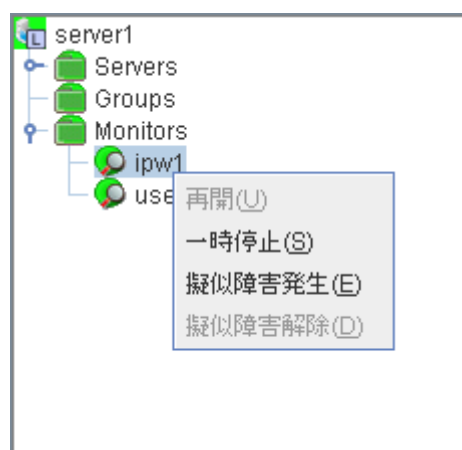 server1
Servers
Groups
Monitors
ipw1
use
再開(U)
一時停止(S)
擬似障害発生(E)
擬似障害解除(D)